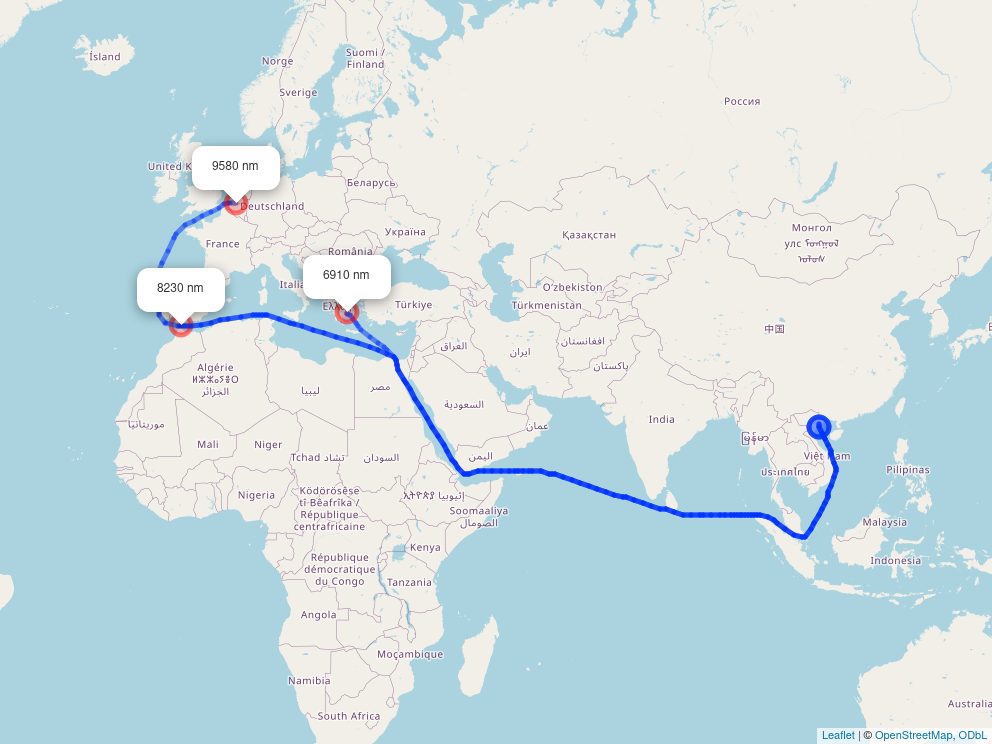 Ísland
Norge
Suomi /
Finland
Sverige
Россия
9580 nm
United K
Беларусь
Deutschland
Україна
Монгол
улс
France
România
Қазақстан
8230 nm
Itali
6910 nm
Türkiye
Oʻzbekiston
Türkmenistan
中国
افغانستان
ایران
العراق
پاکستان
Algérie
ⵍⵣⵣⴰⵢⴻⵔ
الجزائر
ليبيا
مصر
السعودية
عمان
India
မြန်မာ
موريتانيا
Mali
Niger
Tchad تشاد
السودان
اليمن
Việt Nam
ประเทศไทย
Pilipinas
Nigeria
Ködörösêse
tî Bêafrîka /
République
centrafricaine
ኢትዮጵያ إثيوبيا
Soomaaliya
الصومال
Malaysia
Kenya
Indonesia
République
démocratique
du Congo
Tanzania
Angola
Moçambique
Namibia
South Africa
Australia
Leaflet | © OpenStreetMap, ODbL